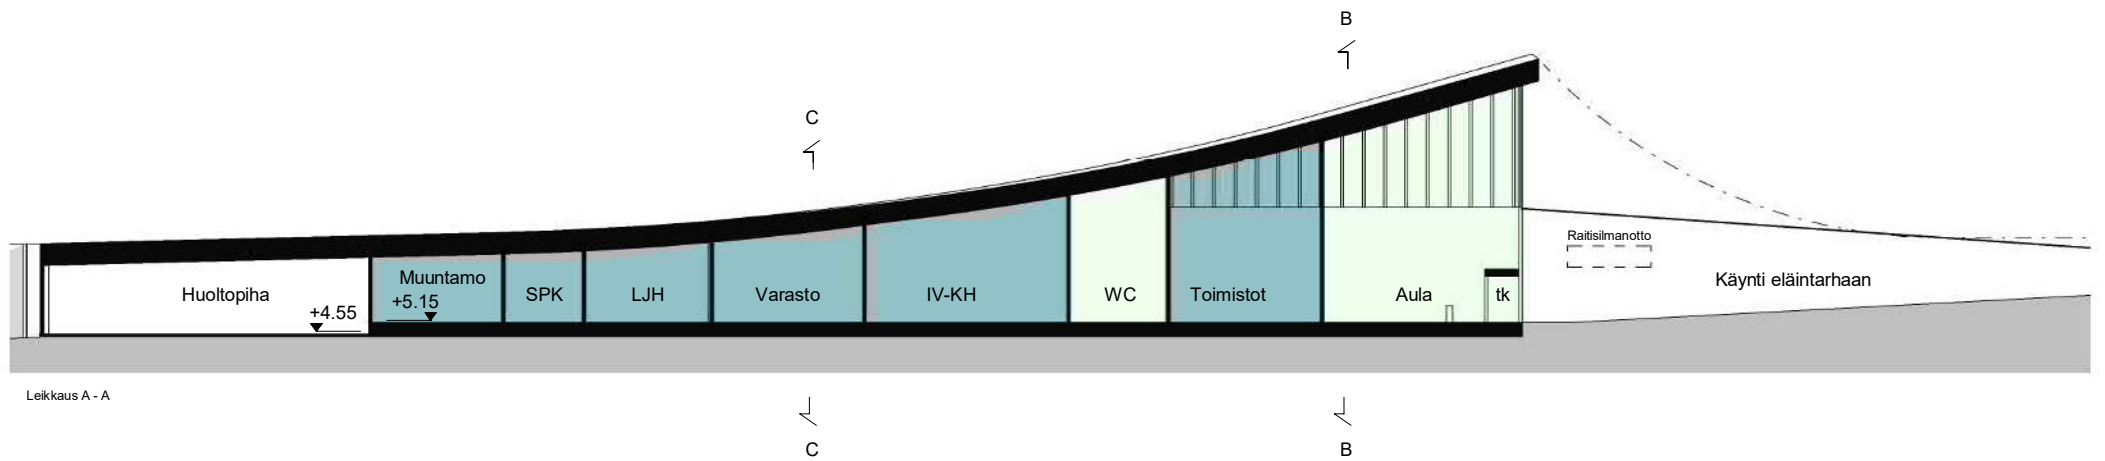 B
C
Raitisilmanotto
Huoltopiha
Muuntamo
SPK
LJH
Varasto
IV-KH
WC
Toimistot
Aula
tk
Käynti eläintarhaan
+4.55
+5.15
Leikkaus A - A
C
B